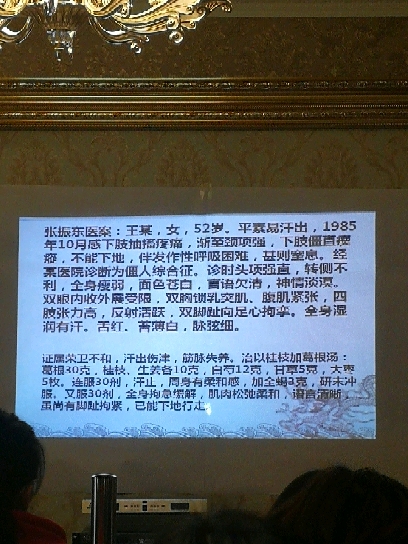 张振东医案：王某，女，52岁。平素易汗出，1985
年10月感下肢抽搐疼痛，渐至颈项强，下肢僵直瘈
瘲，不能下地，伴发作性呼吸困难，甚则窒息。经
某医院诊断为僵人综合征。诊时头项强直，转侧不
利，全身瘦弱，面色苍白，言语欠清，神情淡漠。
双眼内收外展受限，双胸锁乳突肌、腹肌紧张，四
肢张力高，反射活跃，双脚趾向足心拘挛。全身湿
润有汗。舌红、苔薄白，脉弦细。
证属荣卫不和，汗出伤津，筋脉失养。治以桂枝加葛根汤：
葛根30克，桂枝、生姜各10克，白芍12克，甘草5克，大枣
5枚。连服30剂，汗止，周身有柔和感，加全蝎3克，研末冲
服。又服30剂，全身拘急缓解，肌肉松弛柔和，语言清晰，
虽尚有脚趾拘紧，已能下地行走。